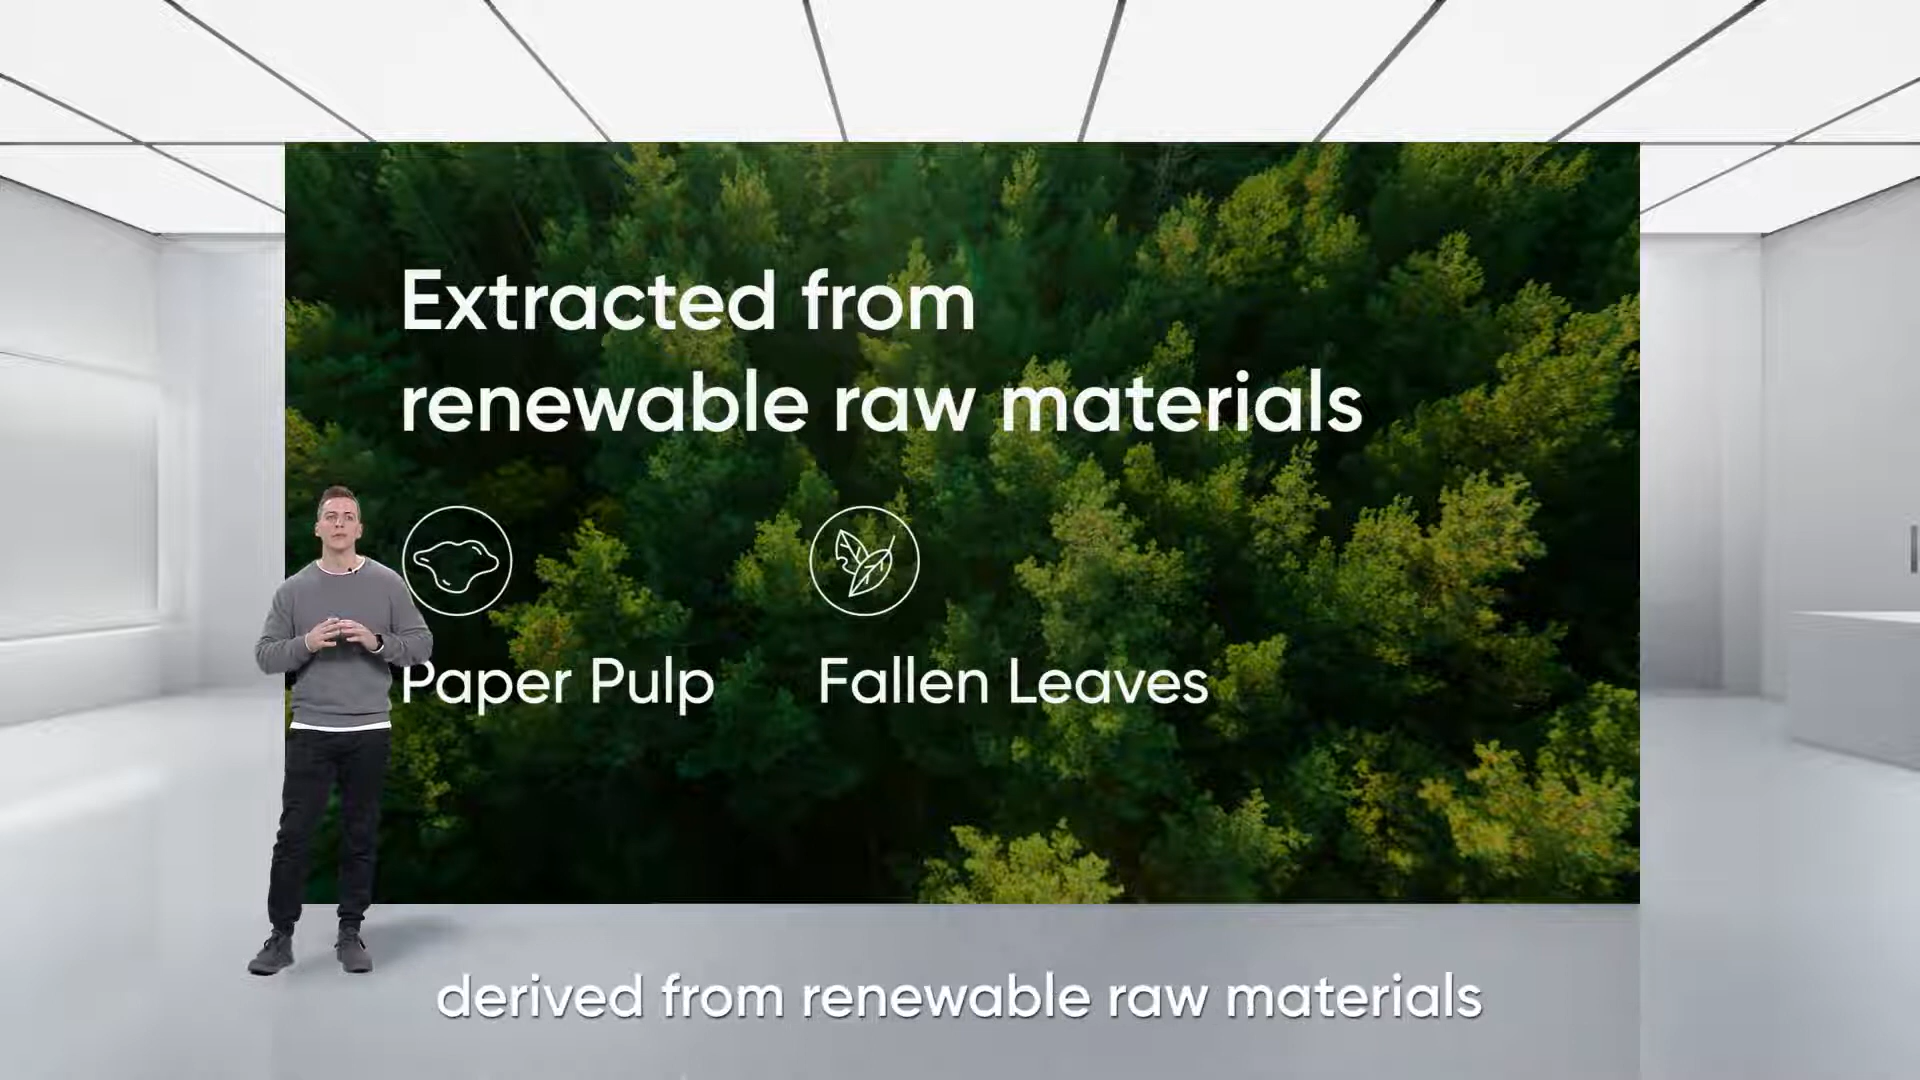 Extracted from
renewable raw materials
Paper Pulp
Fallen Leaves
derived from renewable raw materials